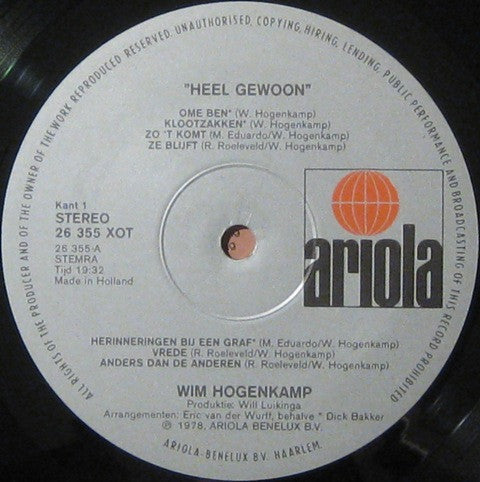 ALL RIGHTS OF THE PRODUCER AND OF THE OWNER OF THE WORK REPRODUCED RESERVED. UNAUTHORISED, COPYING, HIRING, LENDING, PUBLIC PERFORMANCE AND BROADCASTING OF THIS RECORD PROHIBITED
"HEEL GEWOON"
OME BEN* (W. Hogenkamp)
KLOOTZAKKEN* (W. Hogenkamp)
ZO 'T KOMT (M. Eduardo/W. Hogenkamp)
ZE BLIJFT (R. Roeleveld/W. Hogenkamp)
Kant 1
STEREO
26 355 XOT
26 355-A
STEMRA
Tijd 19:32
Made in Holland
ariola
HERINNERINGEN BIJ EEN GRAF* (M. Eduardo/W. Hogenkamp)
VREDE (R. Roeleveld/W. Hogenkamp)
ANDERS DAN DE ANDEREN (R. Roeleveld/W. Hogenkamp)
WIM HOGENKAMP
Produktie: Will Luikinga
Arrangementen: Eric van der Wurff, behalve * Dick Bakker
℗ 1978, ARIOLA BENELUX B.V.
ARIOLA-BENELUX B.V. HAARLEM.